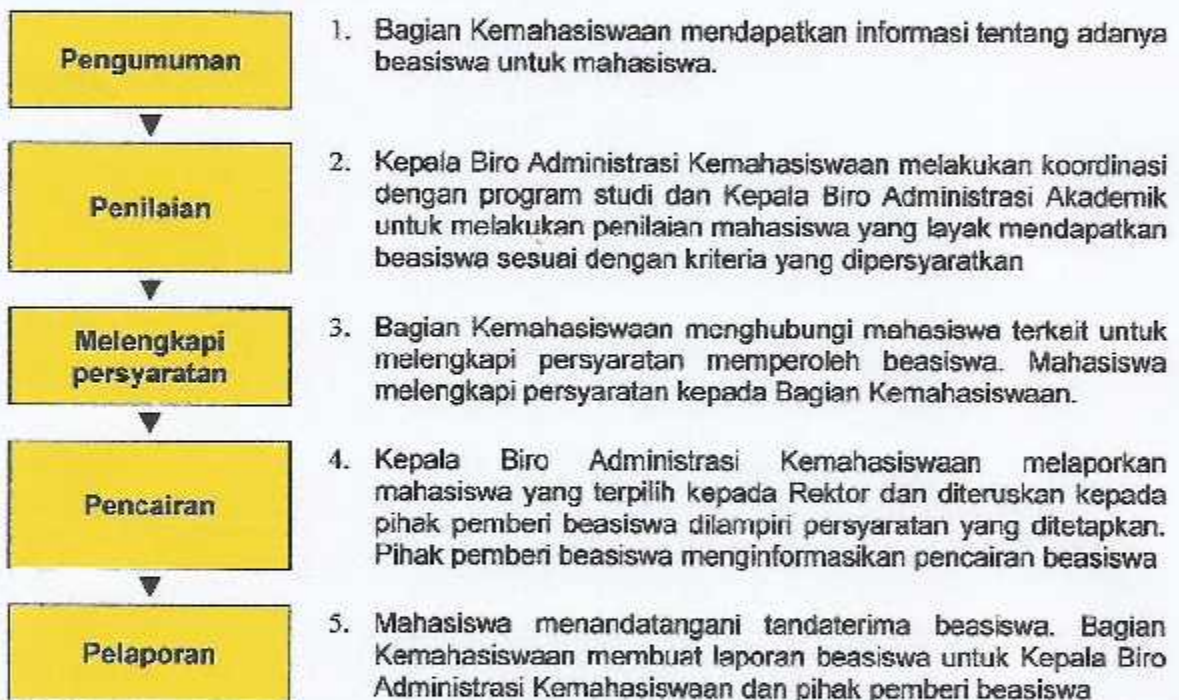 Pengumuman
1. Bagian Kemahasiswaan mendapatkan informasi tentang adanya
beasiswa untuk mahasiswa.
Penilaian
2. Kepala Biro Administrasi Kemahasiswaan melakukan koordinasi
dengan program studi dan Kepala Biro Administrasi Akademik
untuk melakukan penilaian mahasiswa yang layak mendapatkan
beasiswa sesuai dengan kriteria yang dipersyaratkan
Melengkapi
persyaratan
3. Bagian Kemahasiswaan menghubungi mahasiswa terkait untuk
melengkapi persyaratan memperoleh beasiswa. Mahasiswa
melengkapi persyaratan kepada Bagian Kemahasiswaan.
Pencairan
4. Kepala Biro Administrasi Kemahasiswaan melaporkan
mahasiswa yang terpilih kepada Rektor dan diteruskan kepada
pihak pemberi beasiswa dilampiri persyaratan yang ditetapkan.
Pihak pemberi beasiswa menginformasikan pencairan beasiswa
Pelaporan
5. Mahasiswa menandatangani tandaterima beasiswa. Bagian
Kemahasiswaan membuat laporan beasiswa untuk Kepala Biro
Administrasi Kemahasiswaan dan pihak pemberi beasiswa